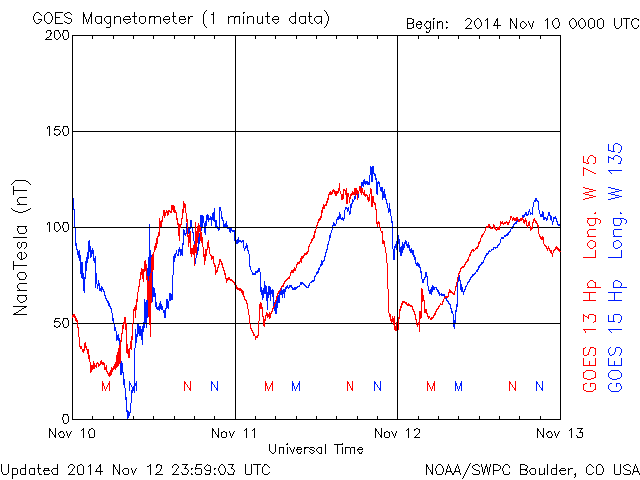 GOES Magnetometer (1 minute data)
Begin: 2014 Nov 10 0000 UTC
200
150
100
50
0
NanoTesla (nT)
M M N N M M N N M M N N
Nov 10 Nov 11 Nov 12 Nov 13
Universal Time
GOES 13 Hp Long. W 75
GOES 15 Hp Long. W 135
Updated 2014 Nov 12 23:59:03 UTC
NOAA/SWPC Boulder, CO USA